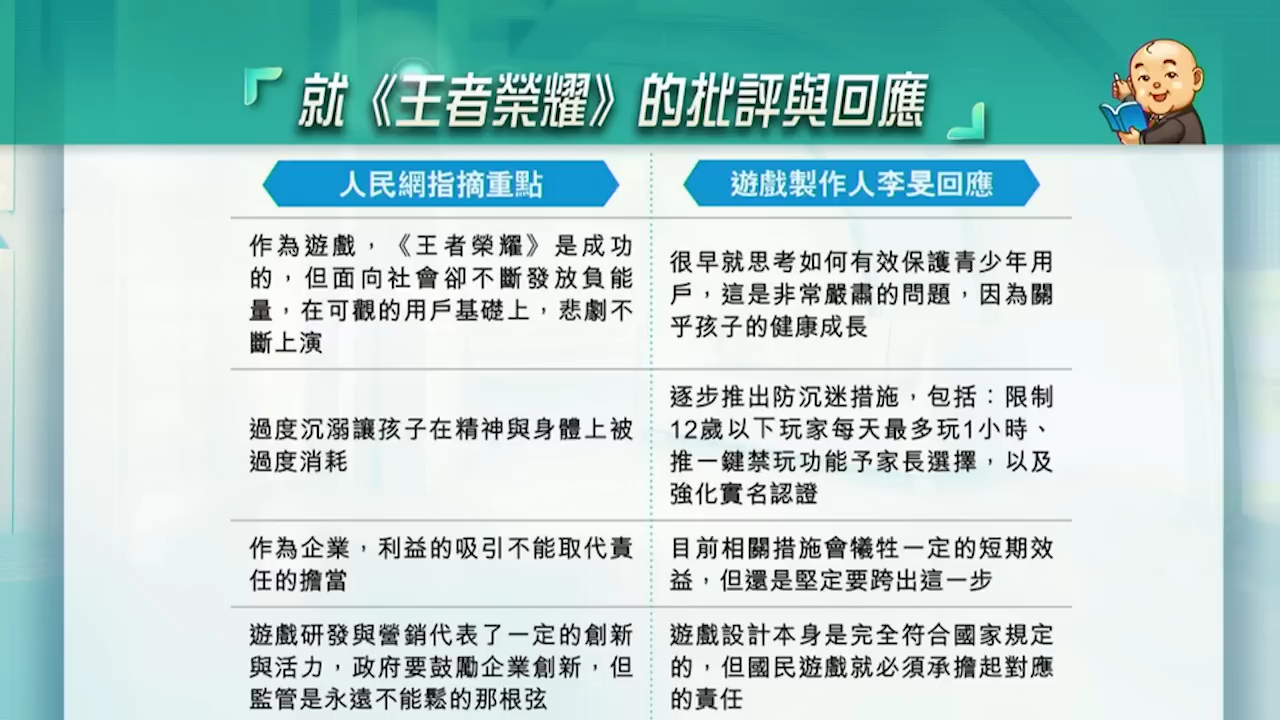 就《王者榮耀》的批評與回應
人民網指摘重點
遊戲製作人李旻回應
作為遊戲，《王者榮耀》是成功
的，但面向社會卻不斷發放負能
量，在可觀的用戶基礎上，悲劇不
斷上演
很早就思考如何有效保護青少年用
戶，這是非常嚴肅的問題，因為關
乎孩子的健康成長
過度沉溺讓孩子在精神與身體上被
過度消耗
逐步推出防沉迷措施，包括：限制
12歲以下玩家每天最多玩1小時、
推一鍵禁玩功能予家長選擇，以及
強化實名認證
作為企業，利益的吸引不能取代責
任的擔當
目前相關措施會犧牲一定的短期效
益，但還是堅定要跨出這一步
遊戲研發與營銷代表了一定的創新
與活力，政府要鼓勵企業創新，但
監管是永遠不能鬆的那根弦
遊戲設計本身是完全符合國家規定
的，但國民遊戲就必須承擔起對應
的責任